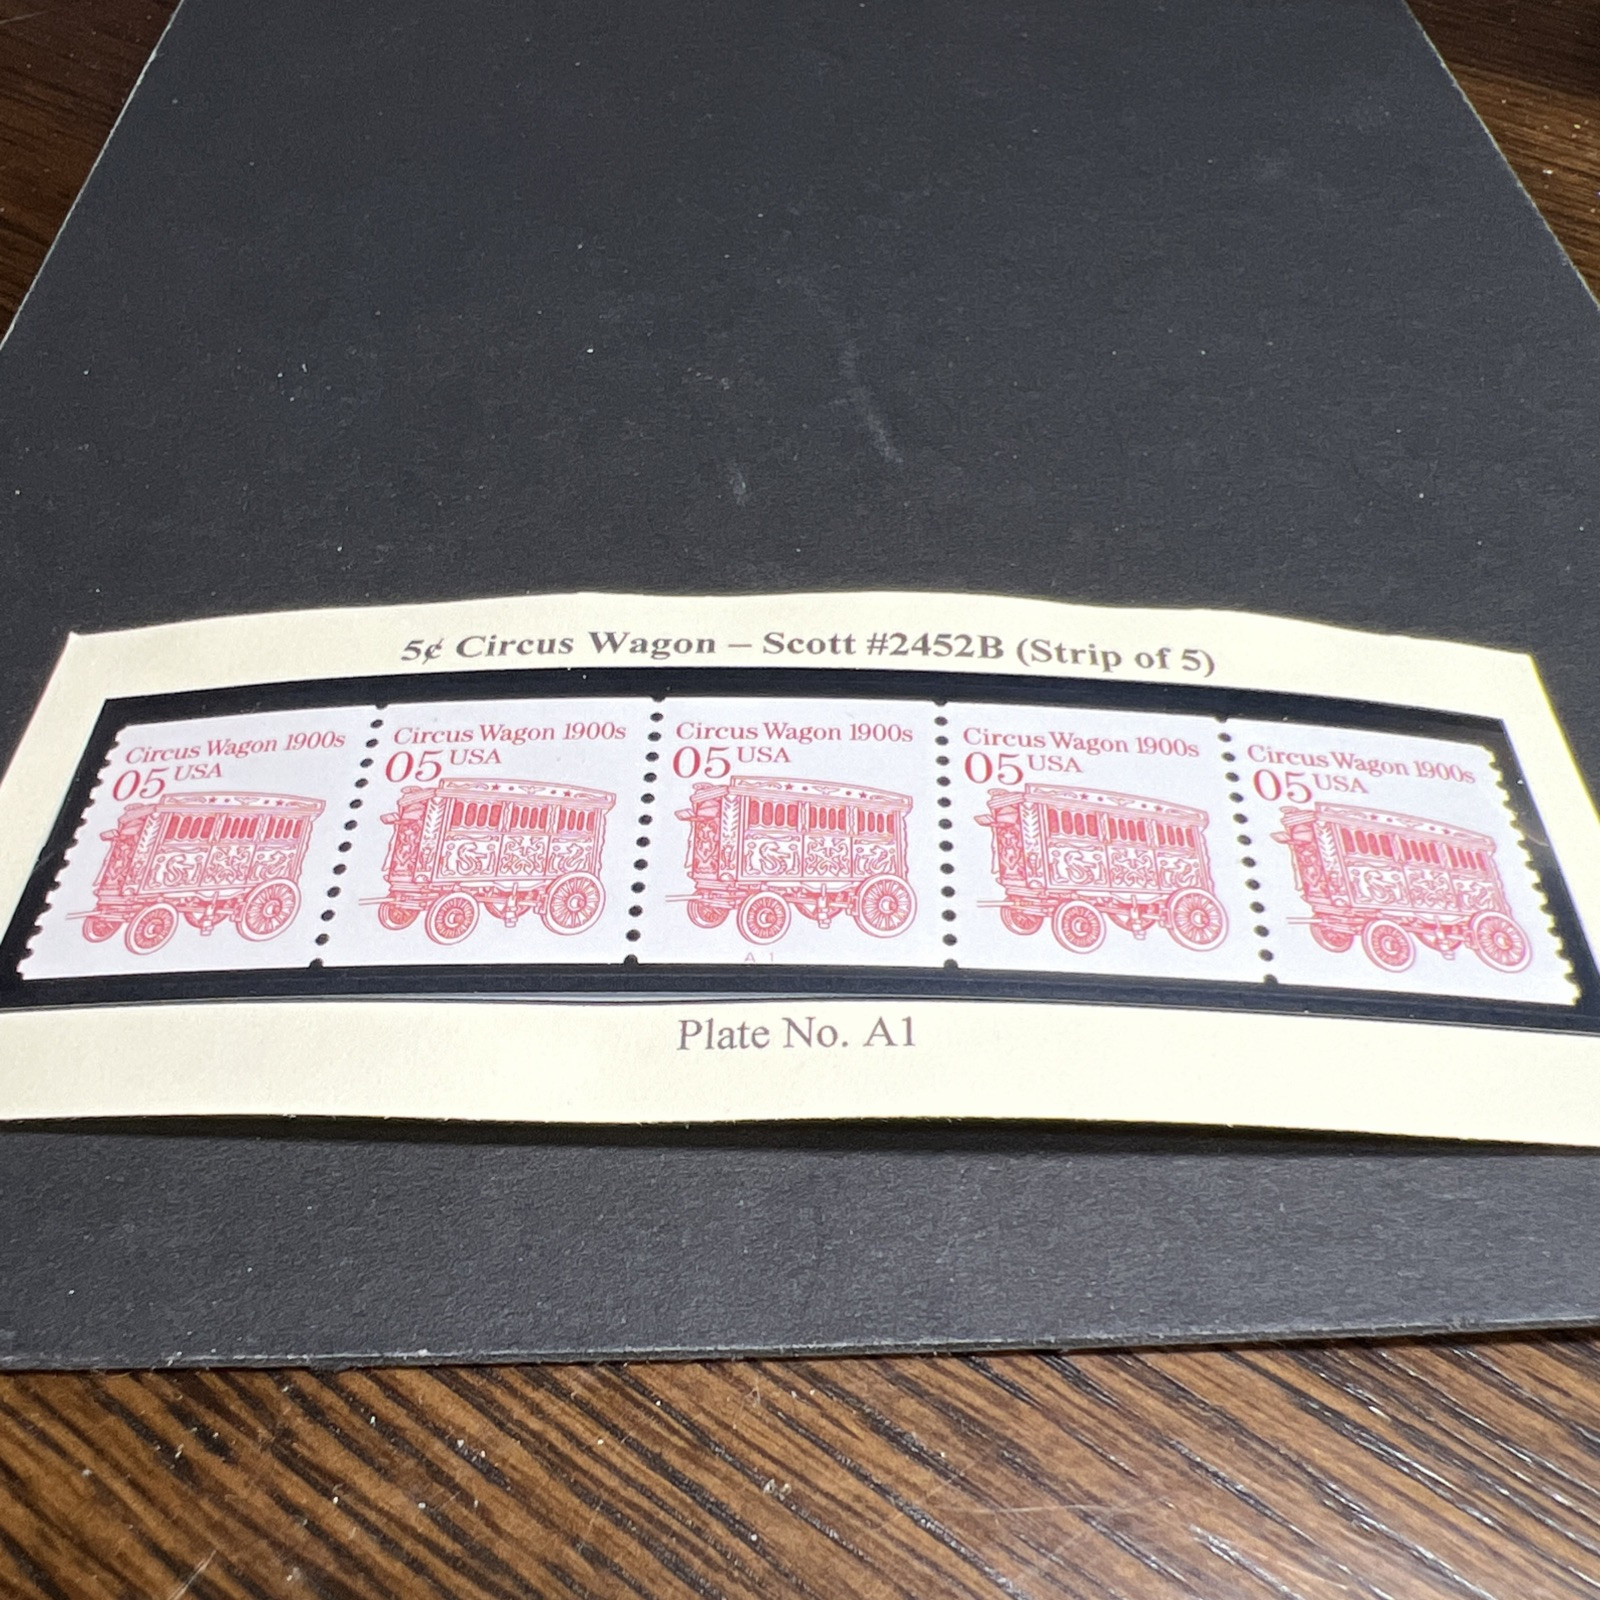 5¢ Circus Wagon – Scott #2452B (Strip of 5)
Circus Wagon 1900s
05 USA
Circus Wagon 1900s
05 USA
Circus Wagon 1900s
05 USA
Circus Wagon 1900s
05 USA
Circus Wagon 1900s
05 USA
A 1
Plate No. A1